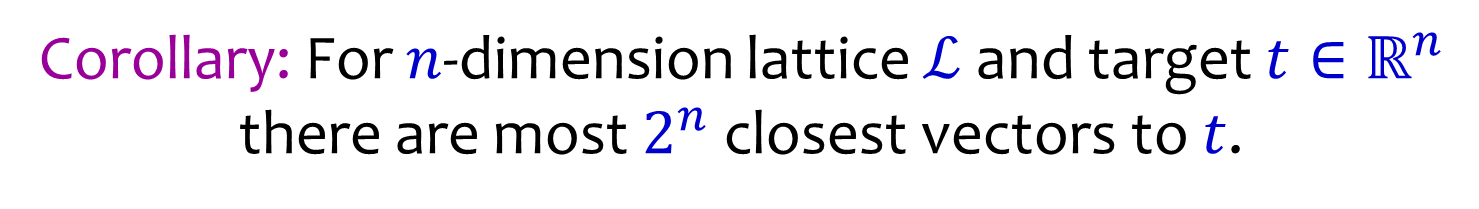 Corollary: For n-dimension lattice ℒ and target t ∈ ℝⁿ
there are most 2ⁿ closest vectors to t.